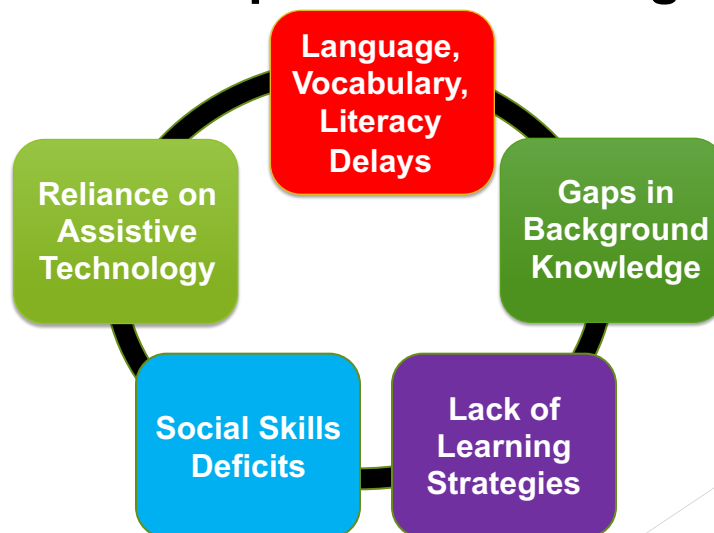 Language,
Vocabulary,
Literacy
Delays
Gaps in
Background
Knowledge
Lack of
Learning
Strategies
Social Skills
Deficits
Reliance on
Assistive
Technology